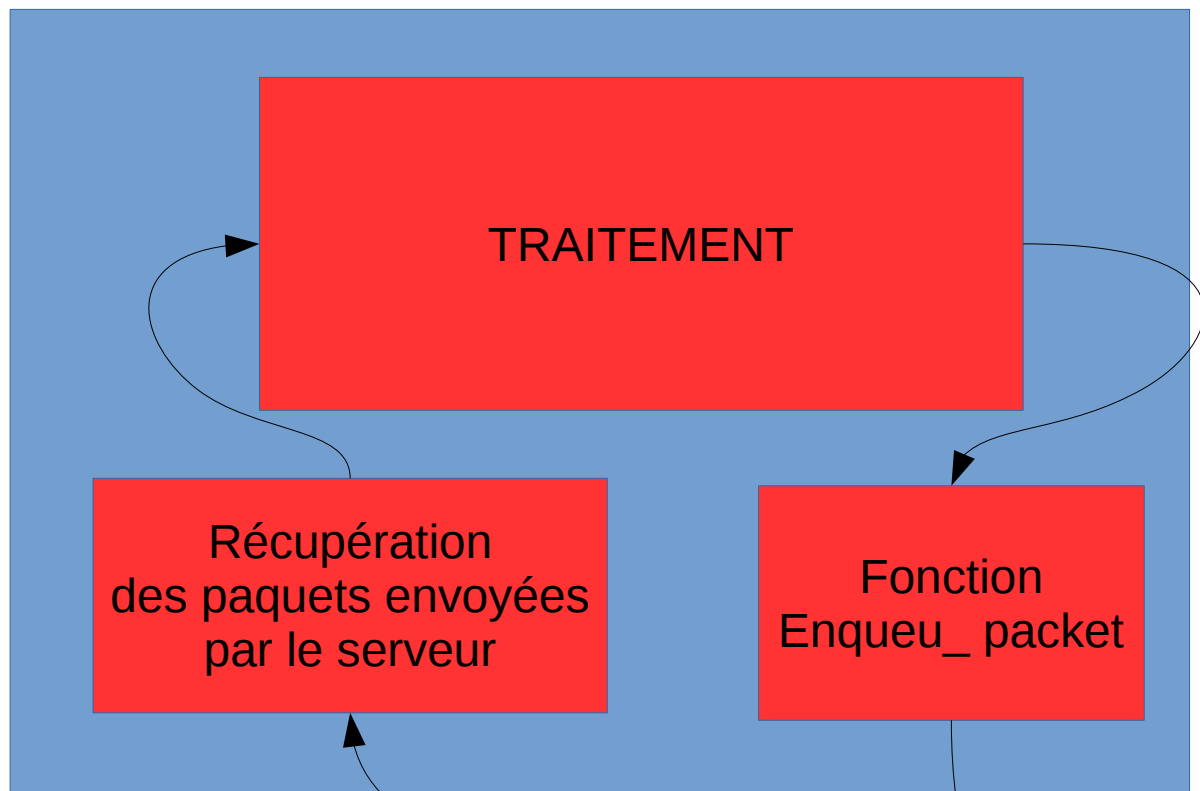 TRAITEMENT
Récupération
des paquets envoyées
par le serveur
Fonction
Enqueu_ packet